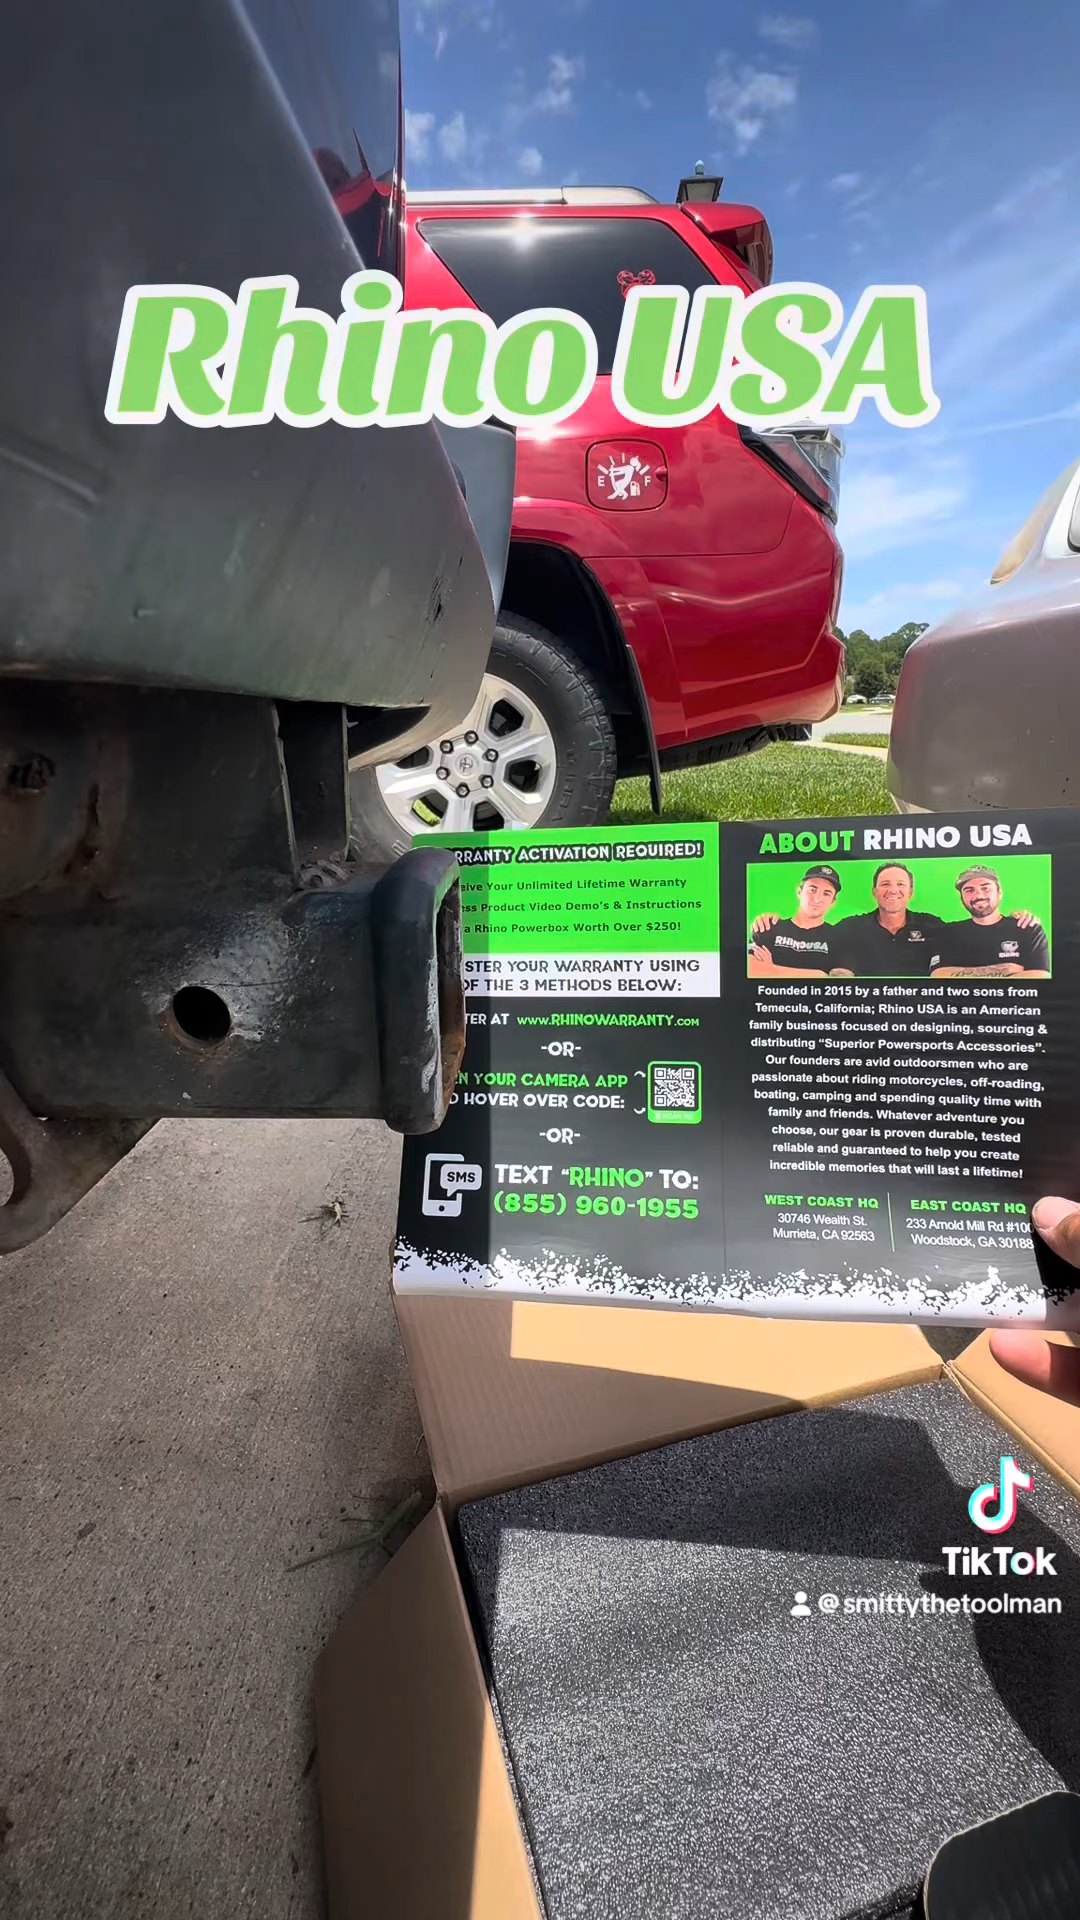 Rhino USA
E F
WARRANTY ACTIVATION REQUIRED!
Your Unlimited Lifetime Warranty
Product Video Demo's & Instructions
a Rhino Powerbox Worth Over $250!
YOUR WARRANTY USING
OF THE 3 METHODS BELOW:
AT www.RHINOWARRANTY.com
-OR-
YOUR CAMERA APP
HOVER OVER CODE:
-OR-
SMS
TEXT "RHINO" TO:
(855) 960-1955
ABOUT RHINO USA
RHINO USA
Founded in 2015 by a father and two sons from
Temecula, California; Rhino USA is an American
family business focused on designing, sourcing &
distributing "Superior Powersports Accessories".
Our founders are avid outdoorsmen who are
passionate about riding motorcycles, off-roading,
boating, camping and spending quality time with
family and friends. Whatever adventure you
choose, our gear is proven durable, tested
reliable and guaranteed to help you create
incredible memories that will last a lifetime!
WEST COAST HQ
30746 Wealth St.
Murrieta, CA 92563
EAST COAST HQ
233 Arnold Mill Rd #100
Woodstock, GA 30188
TikTok
@smittythetoolman